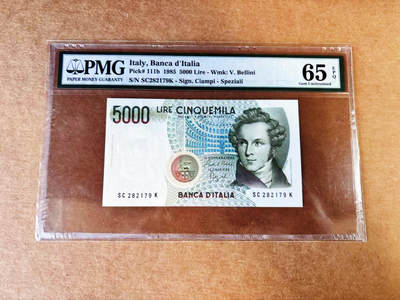 PMG
PAPER MONEY GUARANTY
Italy, Banca d'Italia
Pick# 111b 1985 5000 Lire - Wmk: V. Bellini
S/N SC282179K - Sign. Ciampi - Speziali
65 EPQ
Gem Uncirculated
5000 LIRE CINQUEMILA
SC 282179 K
SC 282179 K
BANCA D'ITALIA